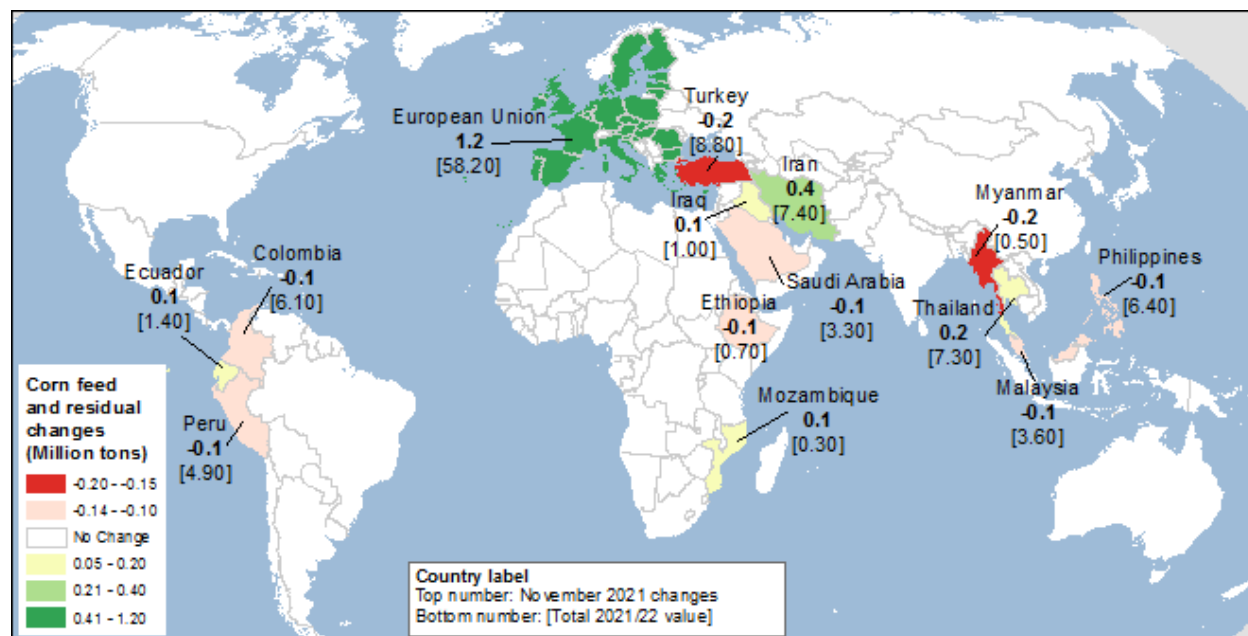 European Union
1.2
[58.20]
Turkey
-0.2
[8.80]
Iran
0.4
[7.40]
Iraq
0.1
[1.00]
Myanmar
-0.2
[0.50]
Philippines
-0.1
[6.40]
Colombia
-0.1
[6.10]
Ecuador
0.1
[1.40]
Saudi Arabia
-0.1
[3.30]
Ethiopia
-0.1
[0.70]
Thailand
0.2
[7.30]
Malaysia
-0.1
[3.60]
Mozambique
0.1
[0.30]
Peru
-0.1
[4.90]
Corn feed
and residual
changes
(Million tons)
-0.20 - -0.15
-0.14 - -0.10
No Change
0.05 - 0.20
0.21 - 0.40
0.41 - 1.20
Country label
Top number: November 2021 changes
Bottom number: [Total 2021/22 value]